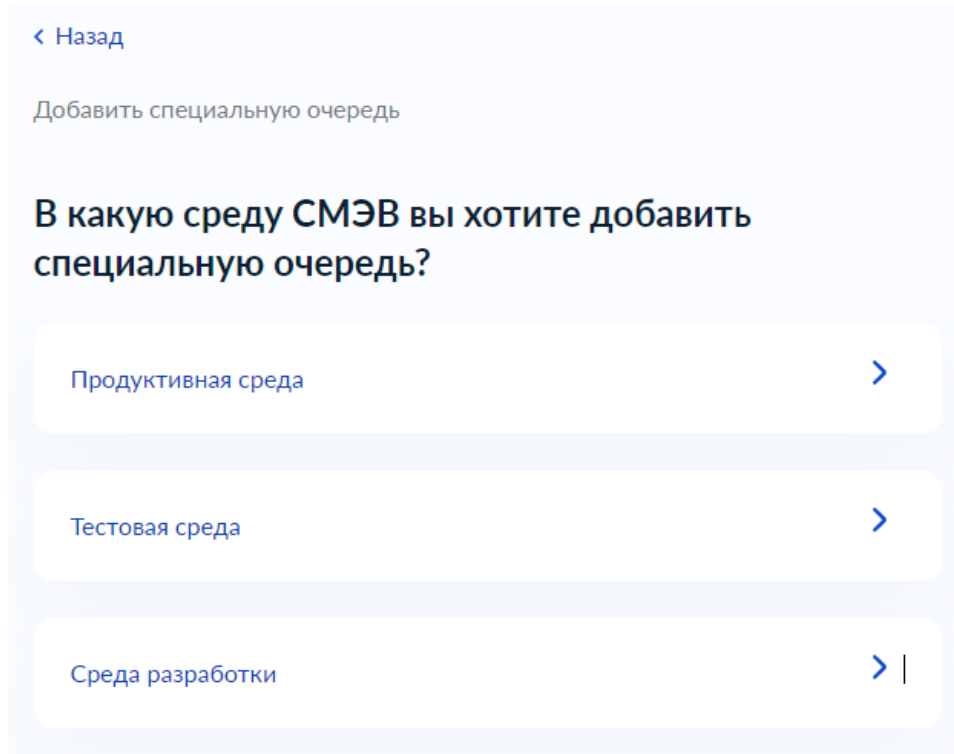 Назад
Добавить специальную очередь
В какую среду СМЭВ вы хотите добавить
специальную очередь?
Продуктивная среда
Тестовая среда
Среда разработки